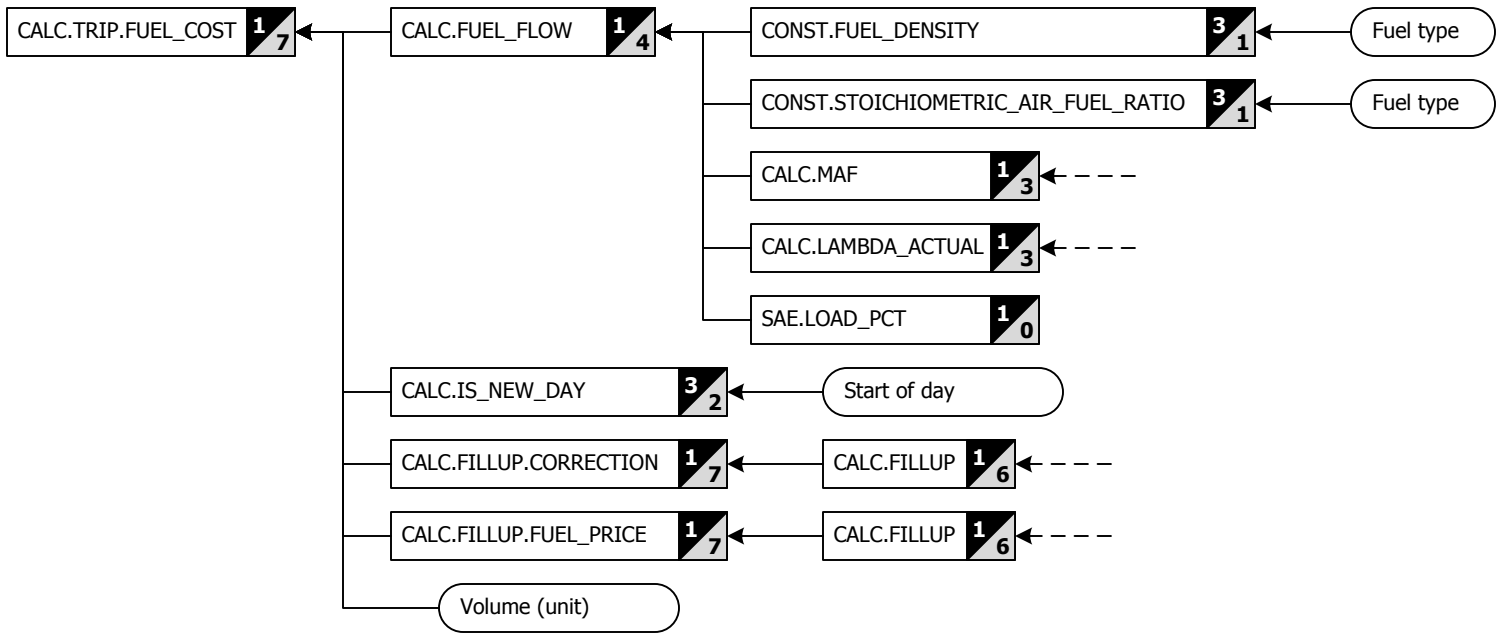 CALC.TRIP.FUEL_COST 1 7
CALC.FUEL_FLOW 1 4
CONST.FUEL_DENSITY 3 1
Fuel type
CONST.STOICHIOMETRIC_AIR_FUEL_RATIO 3 1
Fuel type
CALC.MAF 1 3
CALC.LAMBDA_ACTUAL 1 3
SAE.LOAD_PCT 1 0
CALC.IS_NEW_DAY 3 2
Start of day
CALC.FILLUP.CORRECTION 1 7
CALC.FILLUP 1 6
CALC.FILLUP.FUEL_PRICE 1 7
CALC.FILLUP 1 6
Volume (unit)